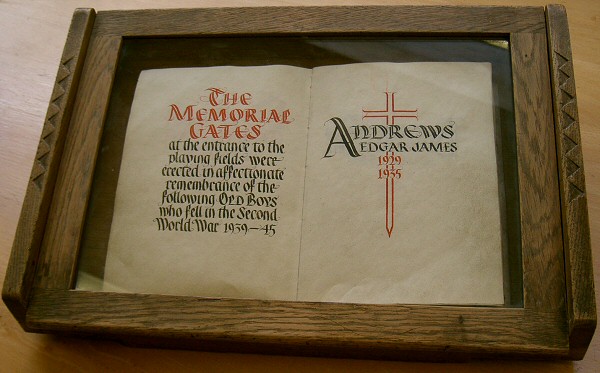 THE
MEMORIAL
GATES
at the entrance to the
playing fields were
erected in affectionate
remembrance of the
following OLD BOYS
who fell in the Second
World War 1939-45
ANDREWS
EDGAR JAMES
1929
1935